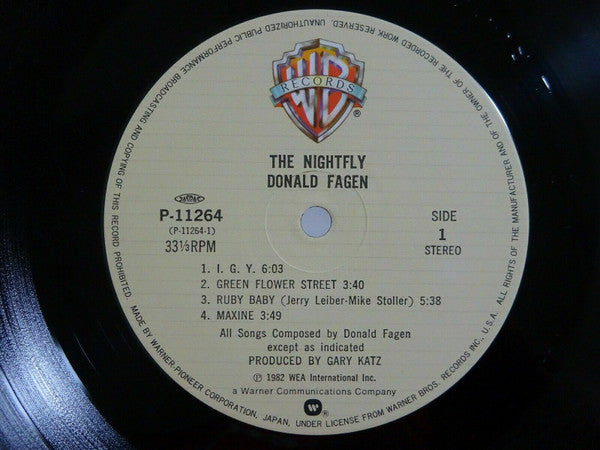 UNAUTHORIZED PUBLIC PERFORMANCE BROADCASTING AND COPYING OF THIS RECORD PROHIBITED.
ALL RIGHTS OF THE MANUFACTURER AND OF THE OWNER OF THE RECORDED WORK RESERVED.
WB
RECORDS
®
THE NIGHTFLY
DONALD FAGEN
P-11264
(P-11264-1)
33⅓RPM
SIDE
1
STEREO
1. I. G. Y. 6:03
2. GREEN FLOWER STREET 3:40
3. RUBY BABY (Jerry Leiber-Mike Stoller) 5:38
4. MAXINE 3:49
All Songs Composed by Donald Fagen
except as indicated
PRODUCED BY GARY KATZ
Ⓟ 1982 WEA International Inc.
a Warner Communications Company
MADE BY WARNER-PIONEER CORPORATION, JAPAN, UNDER LICENSE FROM WARNER BROS. RECORDS INC., U.S.A.